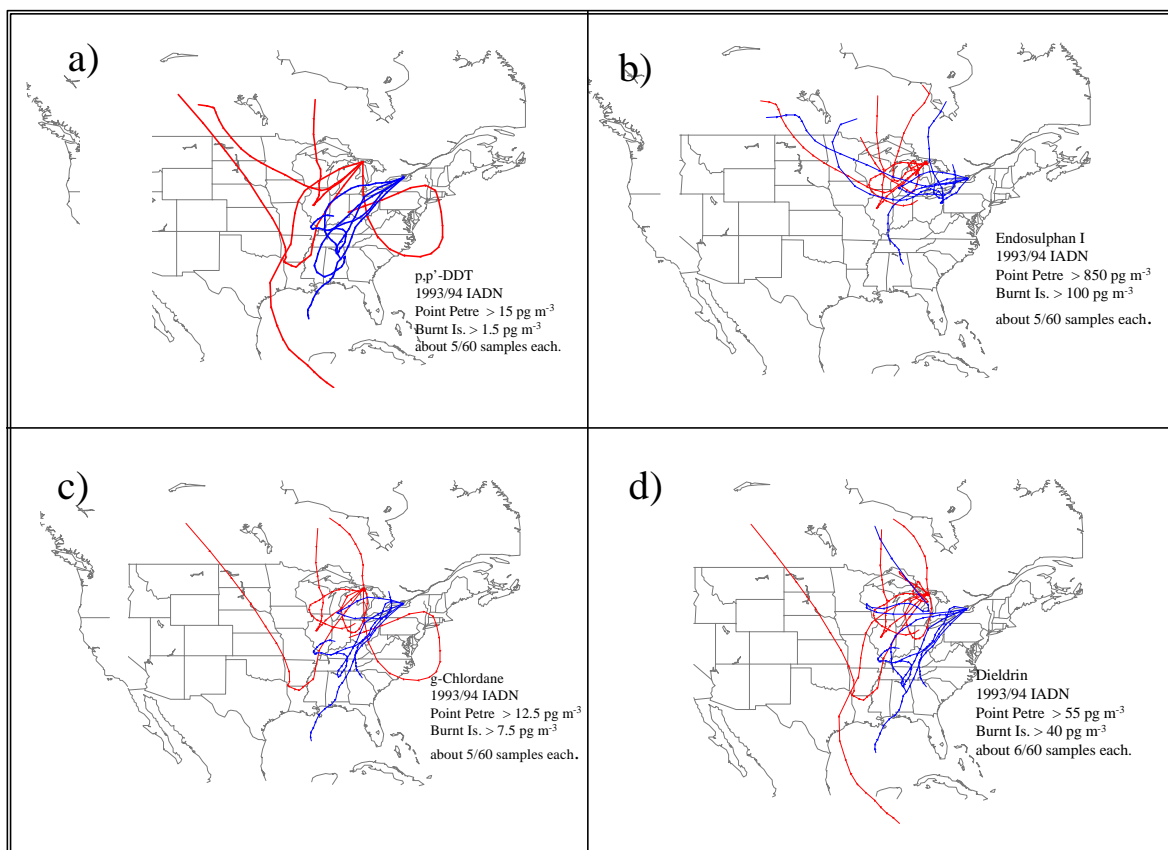 a)
p,p'-DDT
1993/94 IADN
Point Petre > 15 pg m⁻³
Burnt Is. > 1.5 pg m⁻³
about 5/60 samples each.
b)
Endosulphan I
1993/94 IADN
Point Petre > 850 pg m⁻³
Burnt Is. > 100 pg m⁻³
about 5/60 samples each.
c)
g-Chlordane
1993/94 IADN
Point Petre > 12.5 pg m⁻³
Burnt Is. > 7.5 pg m⁻³
about 5/60 samples each.
d)
Dieldrin
1993/94 IADN
Point Petre > 55 pg m⁻³
Burnt Is. > 40 pg m⁻³
about 6/60 samples each.